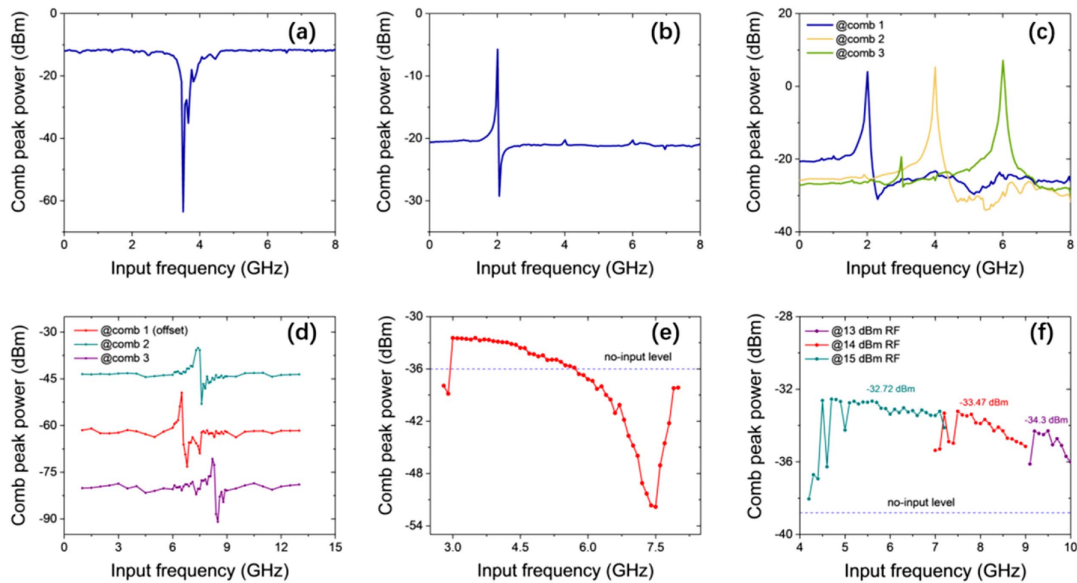 (a)
Comb peak power (dBm)
0
-20
-40
-60
0 2 4 6 8
Input frequency (GHz)
(b)
Comb peak power (dBm)
0
-10
-20
-30
0 2 4 6 8
Input frequency (GHz)
(c)
@comb 1
@comb 2
@comb 3
Comb peak power (dBm)
20
0
-20
-40
0 2 4 6 8
Input frequency (GHz)
(d)
@comb 1 (offset)
@comb 2
@comb 3
Comb peak power (dBm)
-30
-45
-60
-75
-90
0 3 6 9 12 15
Input frequency (GHz)
(e)
no-input level
Comb peak power (dBm)
-30
-36
-42
-48
-54
3.0 4.5 6.0 7.5
Input frequency (GHz)
(f)
@13 dBm RF
@14 dBm RF
@15 dBm RF
-32.72 dBm
-33.47 dBm
-34.3 dBm
no-input level
Comb peak power (dBm)
-28
-32
-36
-40
4 5 6 7 8 9 10
Input frequency (GHz)